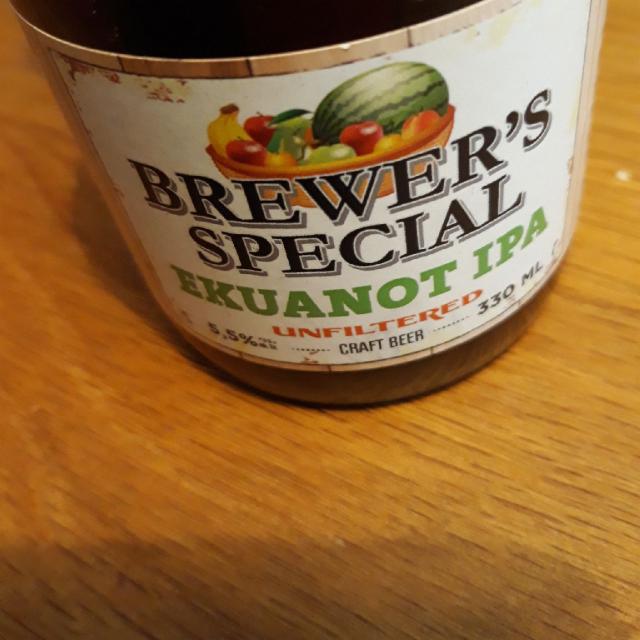 BREWER'S
SPECIAL
EKUANOT IPA
UNFILTERED
5,5%
CRAFT BEER
330 ML